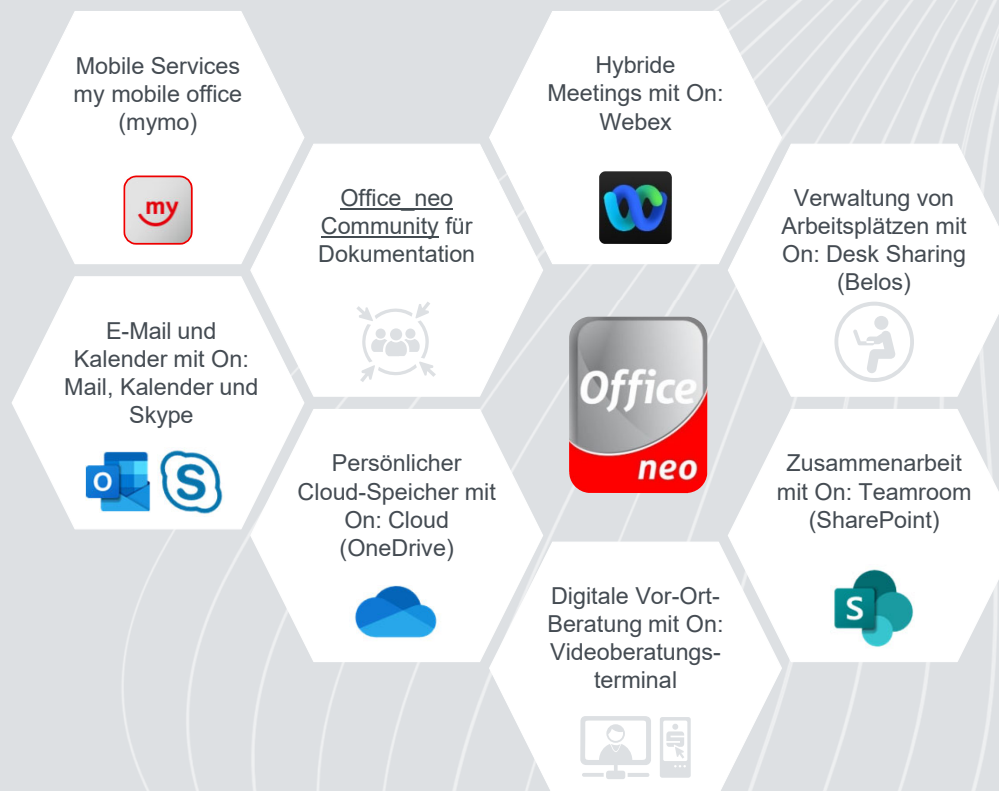 Mobile Services
my mobile office
(mymo)
my
Hybride
Meetings mit On:
Webex
Office_neo
Community für
Dokumentation
Verwaltung von
Arbeitsplätzen mit
On: Desk Sharing
(Belos)
E-Mail und
Kalender mit On:
Mail, Kalender und
Skype
O
S
Office
neo
Persönlicher
Cloud-Speicher mit
On: Cloud
(OneDrive)
Zusammenarbeit
mit On: Teamroom
(SharePoint)
S
Digitale Vor-Ort-
Beratung mit On:
Videoberatungs-
terminal